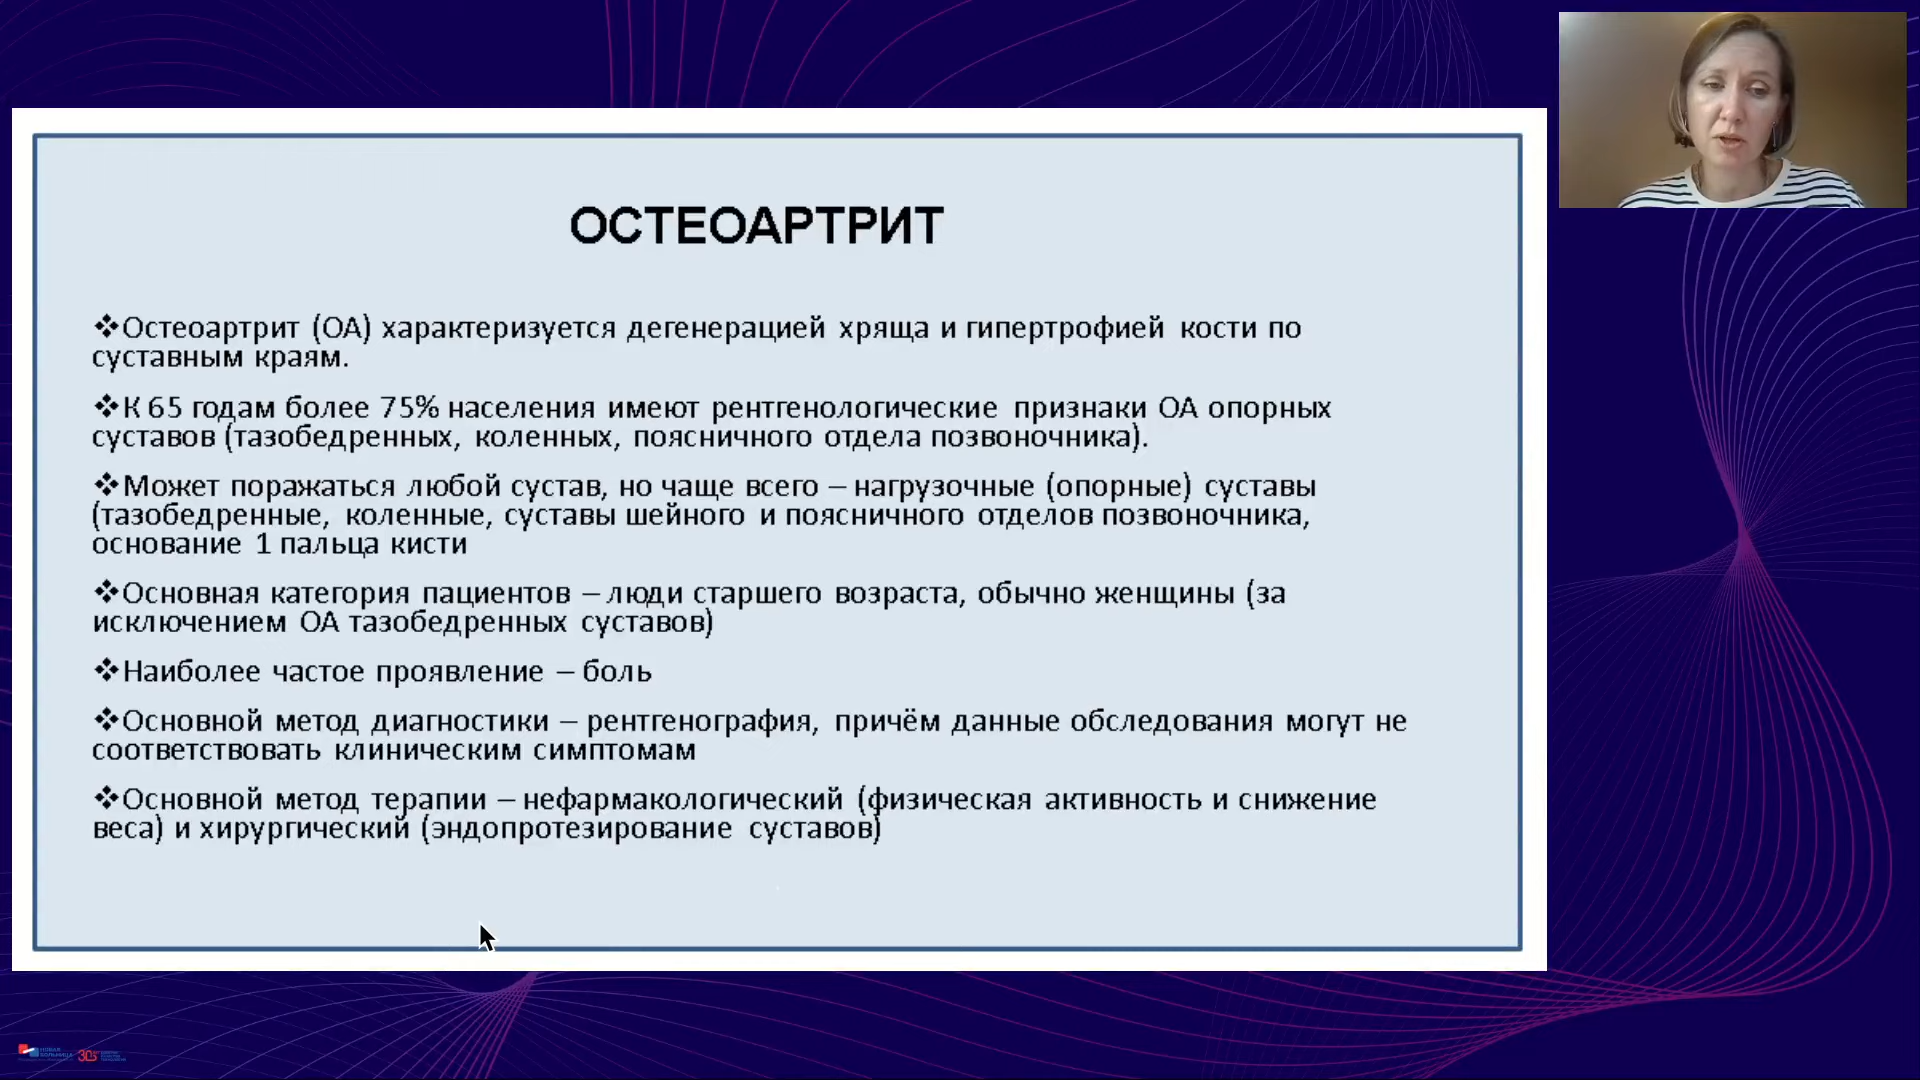 ОСТЕОАРТРИТ
❖Остеоартрит (ОА) характеризуется дегенерацией хряща и гипертрофией кости по
суставным краям.
❖К 65 годам более 75% населения имеют рентгенологические признаки ОА опорных
суставов (тазобедренных, коленных, поясничного отдела позвоночника).
❖Может поражаться любой сустав, но чаще всего – нагрузочные (опорные) суставы
(тазобедренные, коленные, суставы шейного и поясничного отделов позвоночника,
основание 1 пальца кисти
❖Основная категория пациентов – люди старшего возраста, обычно женщины (за
исключением ОА тазобедренных суставов)
❖Наиболее частое проявление – боль
❖Основной метод диагностики – рентгенография, причём данные обследования могут не
соответствовать клиническим симптомам
❖Основной метод терапии – нефармакологический (физическая активность и снижение
веса) и хирургический (эндопротезирование суставов)
НОВАЯ
БОЛЬНИЦА